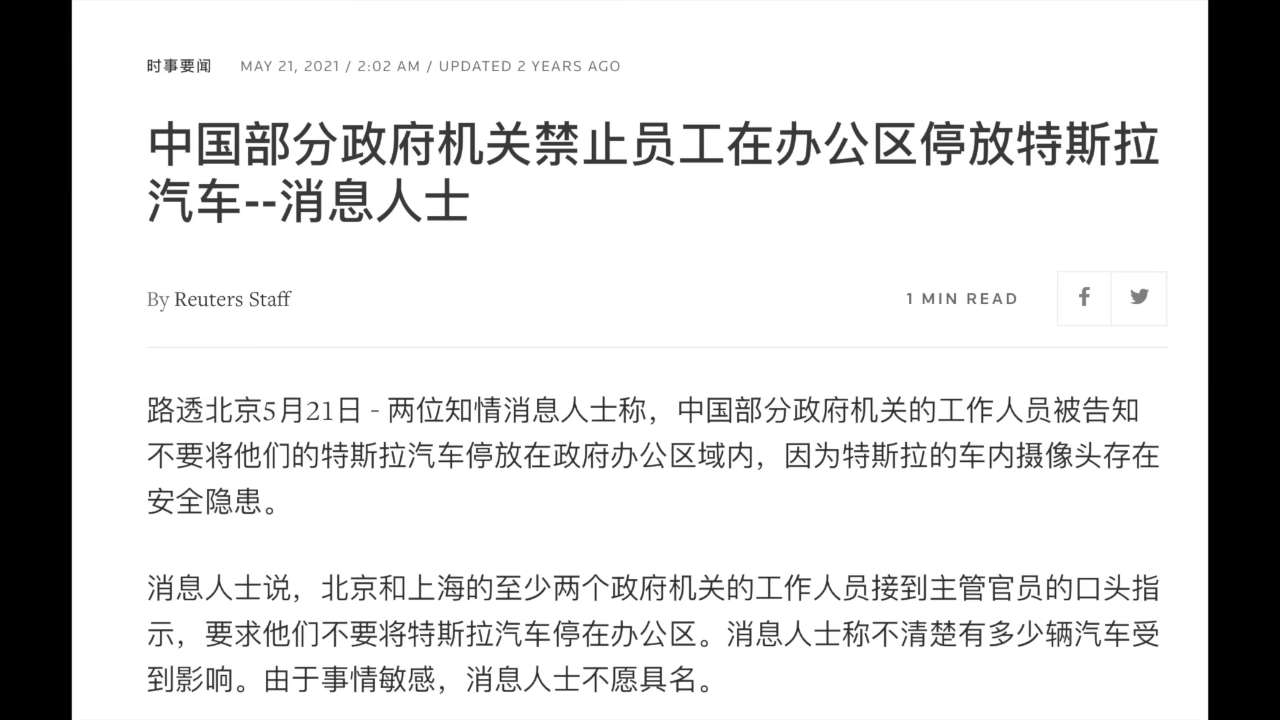 时事要闻 MAY 21, 2021 / 2:02 AM / UPDATED 2 YEARS AGO
中国部分政府机关禁止员工在办公区停放特斯拉
汽车--消息人士
By Reuters Staff 1 MIN READ
路透北京5月21日 - 两位知情消息人士称，中国部分政府机关的工作人员被告知
不要将他们的特斯拉汽车停放在政府办公区域内，因为特斯拉的车内摄像头存在
安全隐患。
消息人士说，北京和上海的至少两个政府机关的工作人员接到主管官员的口头指
示，要求他们不要将特斯拉汽车停在办公区。消息人士称不清楚有多少辆汽车受
到影响。由于事情敏感，消息人士不愿具名。